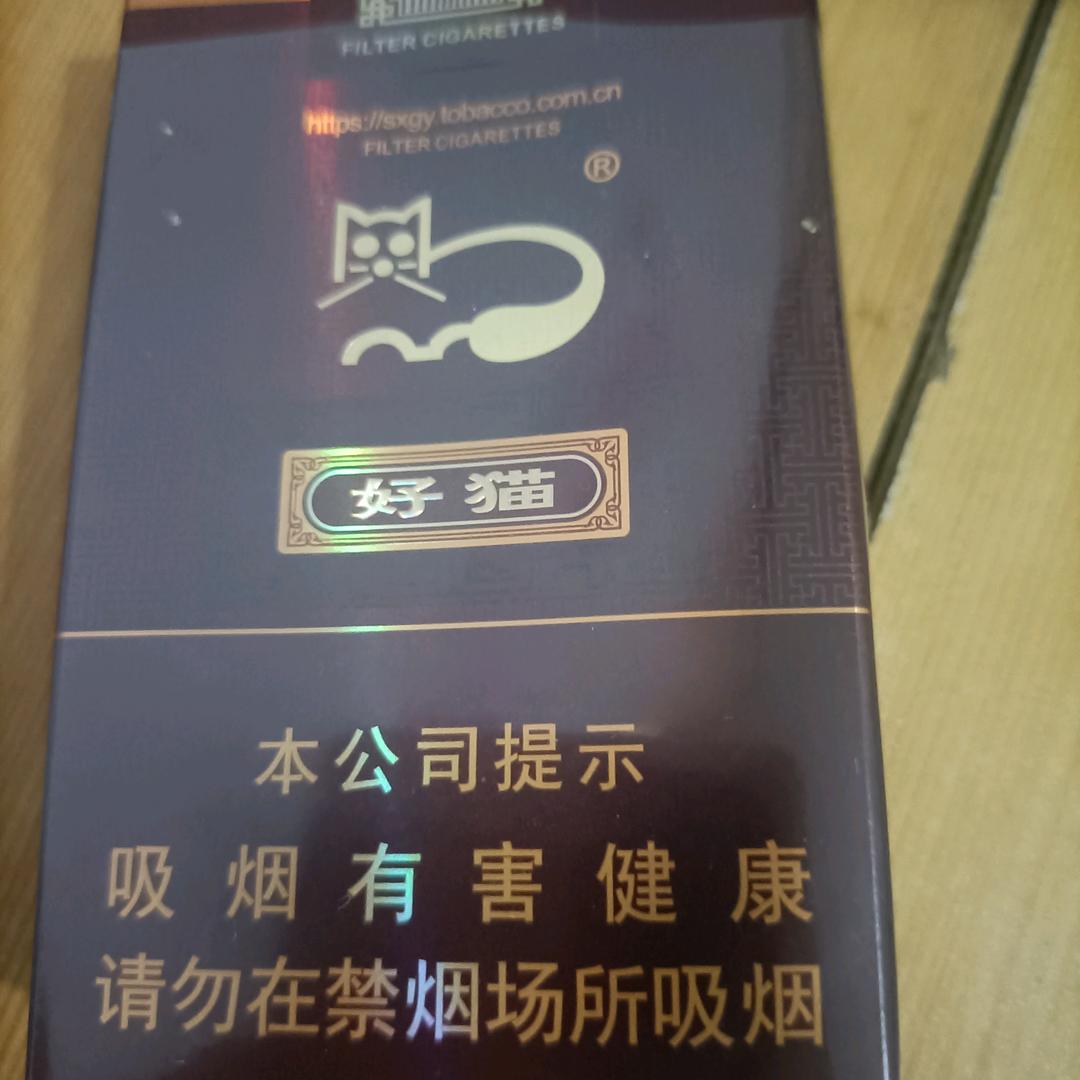 FILTER CIGARETTES
https://sxgy.tobacco.com.cn
FILTER CIGARETTES
®
好猫
本公司提示
吸烟有害健康
请勿在禁烟场所吸烟